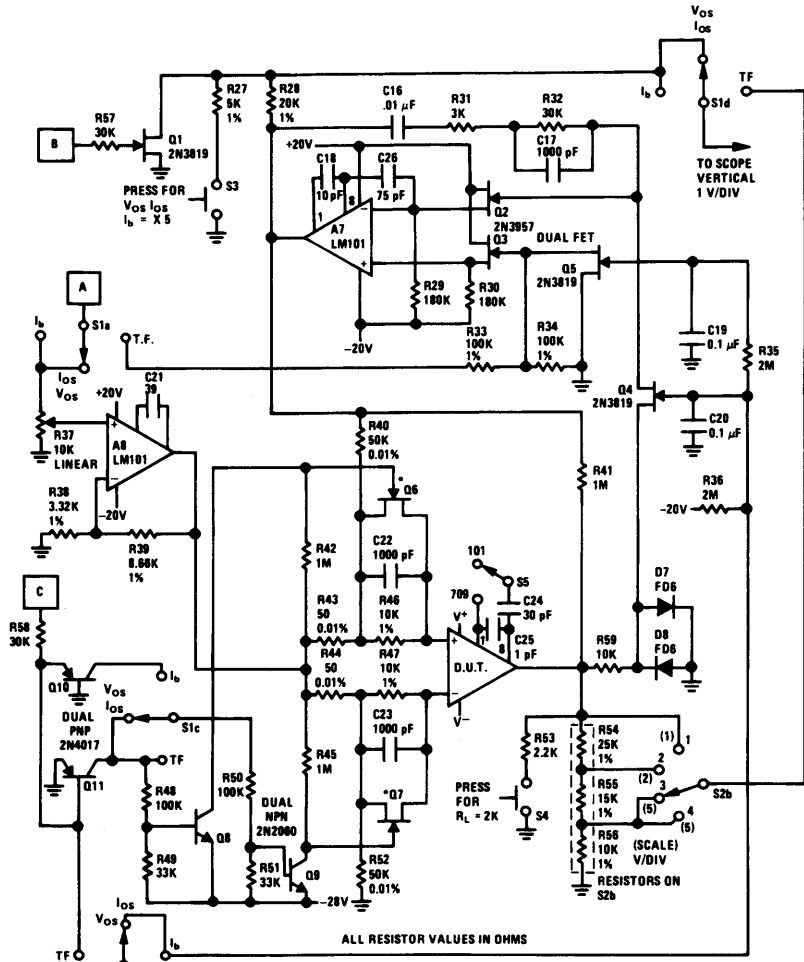 VOS
IOS
Ib
TF
S1d
TO SCOPE
VERTICAL
1 V/DIV
B
R57
30K
Q1
2N3819
R27
5K
1%
R28
20K
1%
C16
.01 μF
R31
3K
R32
30K
C17
1000 pF
PRESS FOR
VOS IOS
Ib = X 5
S3
+20V
C18
10 pF
C26
75 pF
1
8
−
A7
LM101
+
Q2
2N3957
Q3
DUAL FET
Q5
2N3819
R29
180K
R30
180K
−20V
A
Ib
S1a
T.F.
IOS
VOS
R33
100K
1%
R34
100K
1%
C19
0.1 μF
R35
2M
Q4
2N3819
C20
0.1 μF
R37
10K
LINEAR
+20V
C21
39
+
A8
LM101
−
−20V
R38
3.32K
1%
R39
8.66K
1%
R40
50K
0.01%
* Q6
R41
1M
R36
2M
−20V
R42
1M
C22
1000 pF
R43
50
0.01%
R46
10K
1%
R44
50
0.01%
R47
10K
1%
101
S5
709
C24
30 pF
V+
1
8
C25
1 pF
+
D.U.T.
−
V−
D7
FD6
R59
10K
D8
FD6
C
R58
30K
Q10
Ib
DUAL
PNP
2N4017
VOS
IOS
S1c
TF
Q11
C23
1000 pF
R45
1M
*Q7
R48
100K
R50
100K
DUAL
NPN
2N2060
Q8
R49
33K
R51
33K
Q9
−28V
R52
50K
0.01%
R53
2.2K
PRESS
FOR
RL = 2K
S4
R54
25K
1%
R55
15K
1%
R56
10K
1%
(1)
1
2
(2)
3
(5)
4
(5)
S2b
(SCALE)
V/DIV
RESISTORS ON
S2b
IOS
VOS
TF
Ib
ALL RESISTOR VALUES IN OHMS